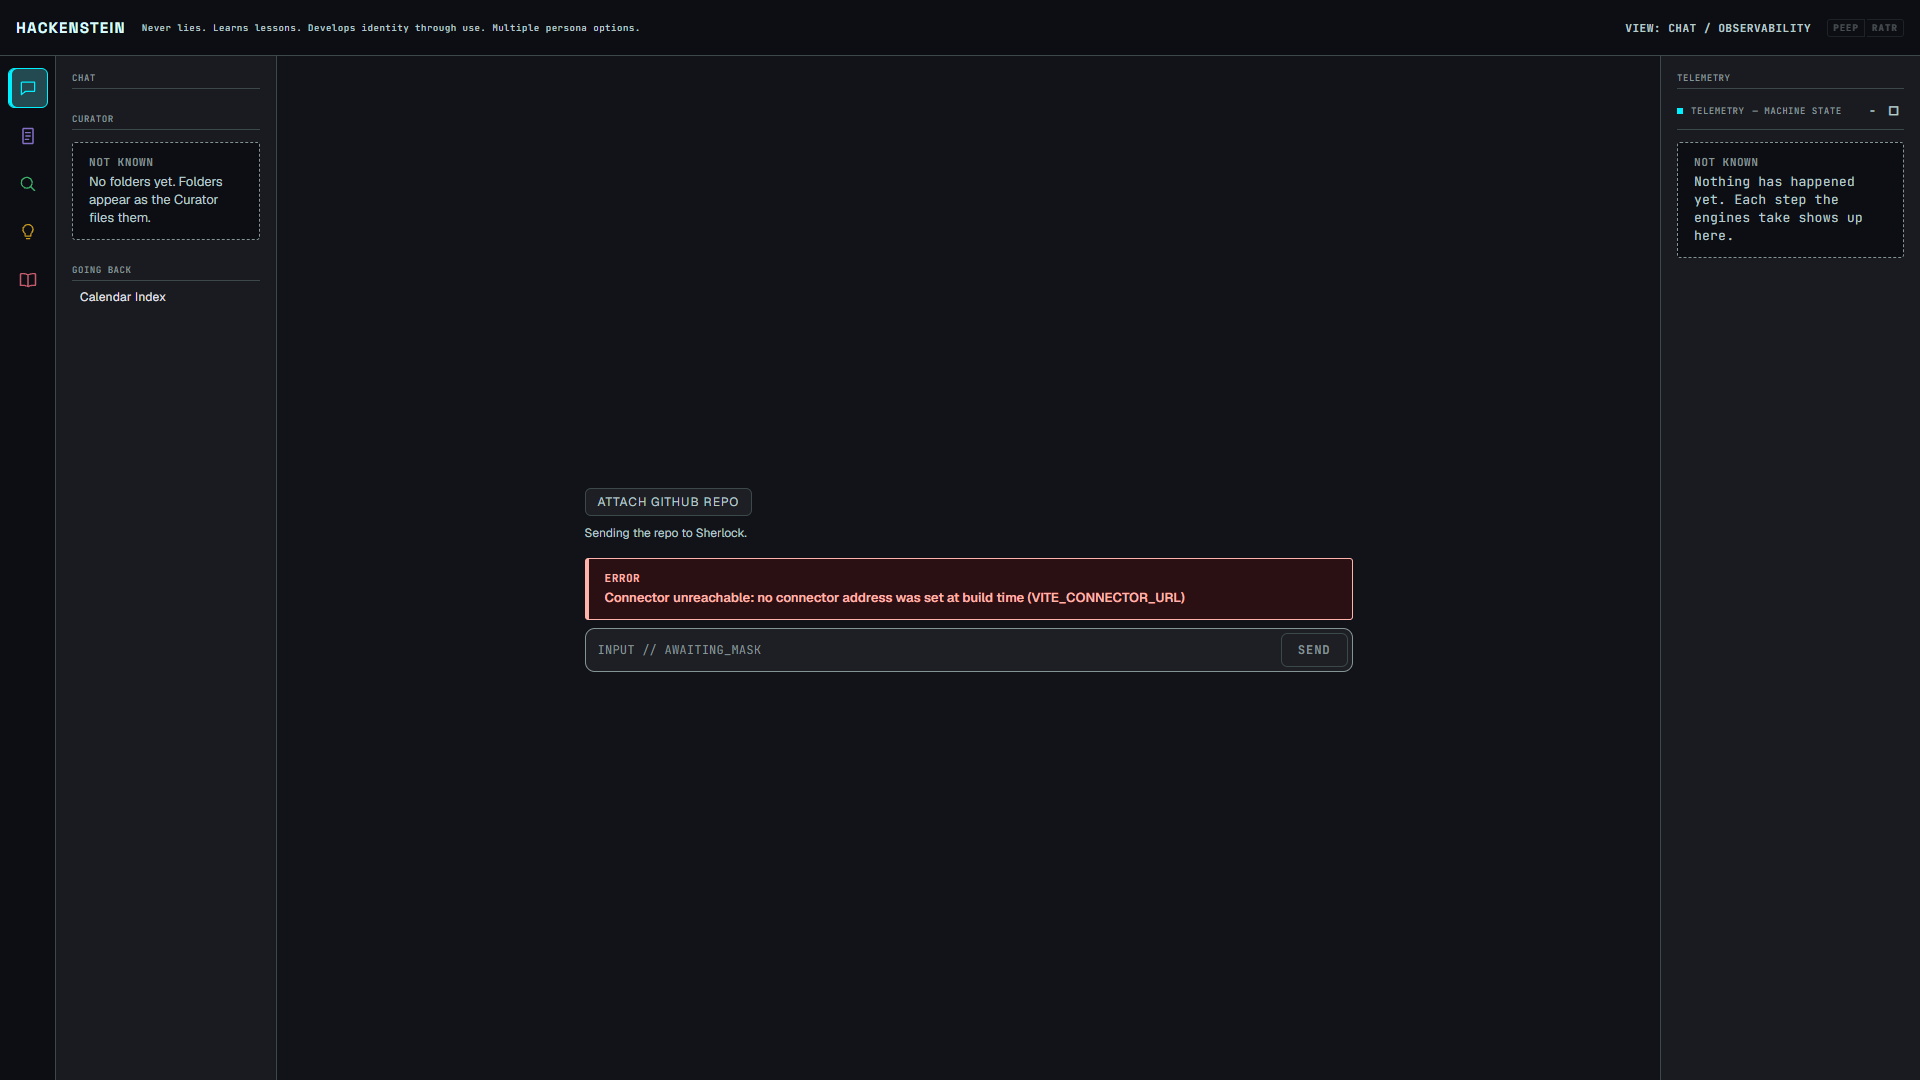 HACKENSTEIN
Never lies. Learns lessons. Develops identity through use. Multiple persona options.
VIEW: CHAT / OBSERVABILITY
PEEP RATR
CHAT
CURATOR
NOT KNOWN
No folders yet. Folders
appear as the Curator
files them.
GOING BACK
Calendar Index
ATTACH GITHUB REPO
Sending the repo to Sherlock.
ERROR
Connector unreachable: no connector address was set at build time (VITE_CONNECTOR_URL)
INPUT // AWAITING_MASK
SEND
TELEMETRY
TELEMETRY — MACHINE STATE
NOT KNOWN
Nothing has happened
yet. Each step the
engines take shows up
here.